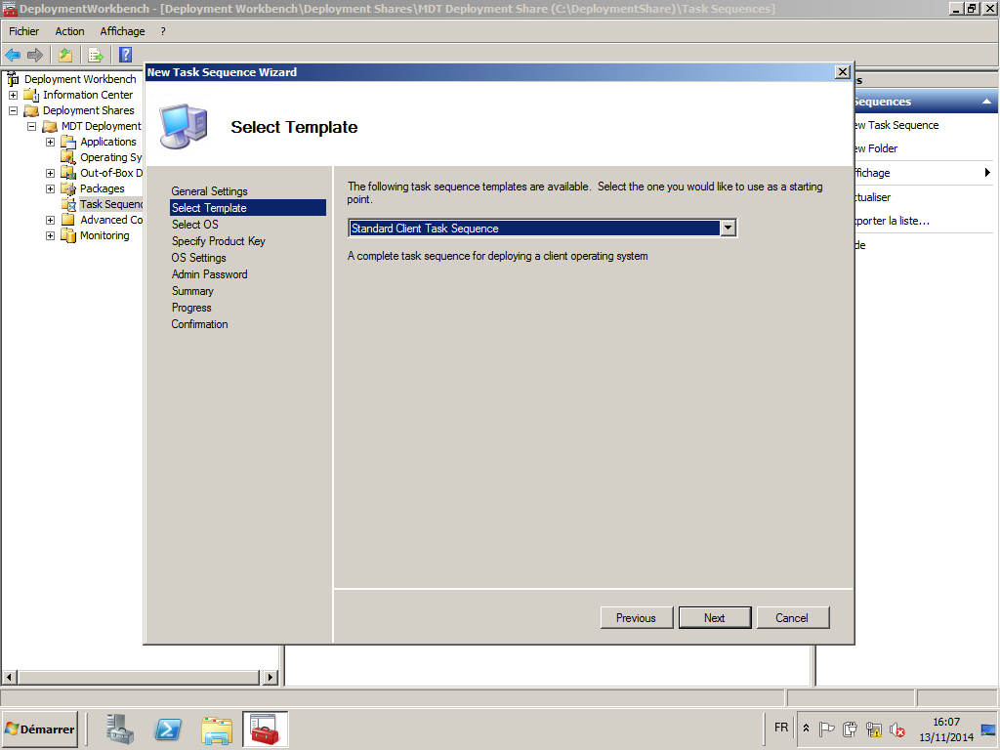 DeploymentWorkbench - [Deployment Workbench\Deployment Shares\MDT Deployment Share (C:\DeploymentShare)\Task Sequences]
Fichier Action Affichage ?
Deployment Workbench
Information Center
Deployment Shares
MDT Deployment
Applications
Operating Sy
Out-of-Box D
Packages
Task Sequenc
Advanced Co
Monitoring
New Task Sequence Wizard
Select Template
General Settings
Select Template
Select OS
Specify Product Key
OS Settings
Admin Password
Summary
Progress
Confirmation
The following task sequence templates are available. Select the one you would like to use as a starting
point.
Standard Client Task Sequence
A complete task sequence for deploying a client operating system
Previous Next Cancel
s
Sequences
ew Task Sequence
ew Folder
ffichage
ctualiser
xporter la liste...
de
Démarrer
FR
16:07
13/11/2014